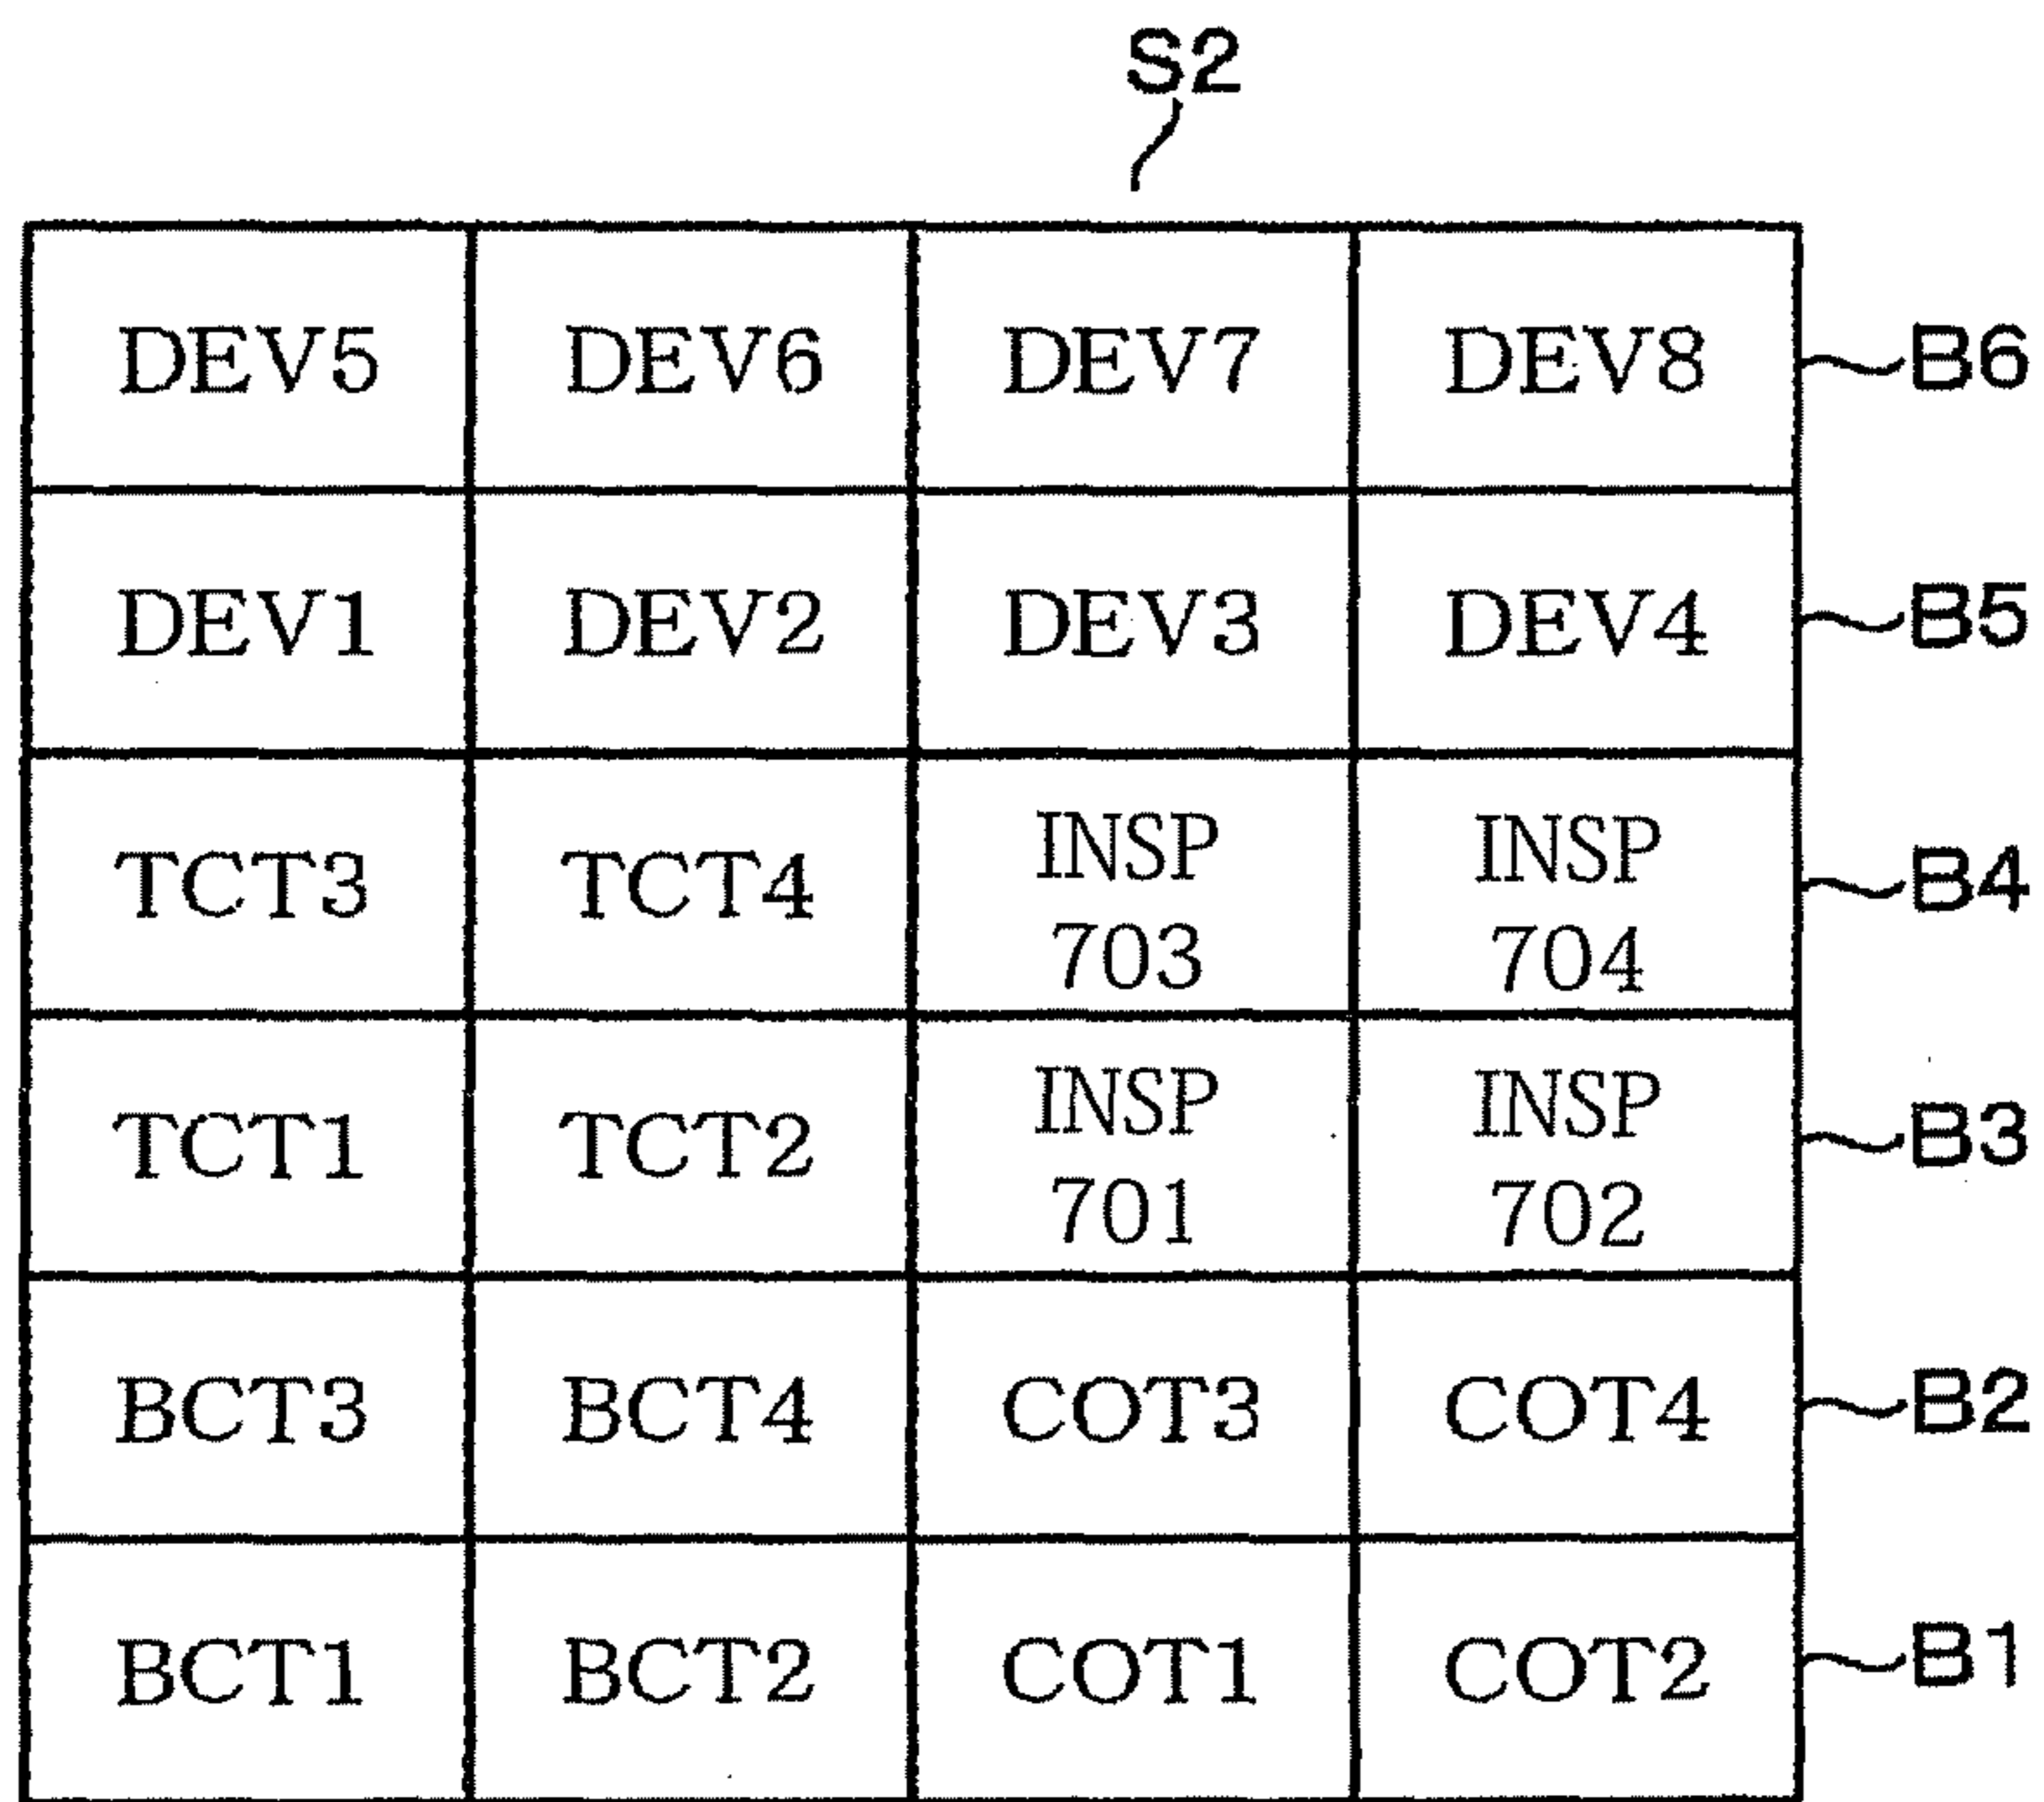 S2
DEV5 DEV6 DEV7 DEV8 B6
DEV1 DEV2 DEV3 DEV4 B5
TCT3 TCT4 INSP 703 INSP 704 B4
TCT1 TCT2 INSP 701 INSP 702 B3
BCT3 BCT4 COT3 COT4 B2
BCT1 BCT2 COT1 COT2 B1